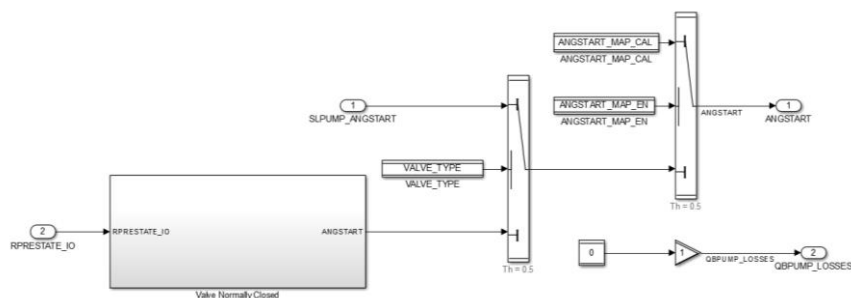 ANGSTART_MAP_CAL
ANGSTART_MAP_CAL
1
SLPUMP_ANGSTART
ANGSTART_MAP_EN
ANGSTART_MAP_EN
ANGSTART
1
ANGSTART
VALVE_TYPE
VALVE_TYPE
Th = 0.5
2
RPRESTATE_IO
RPRESTATE_IO
ANGSTART
Valve Normally Closed
Th = 0.5
0
1
QBPUMP_LOSSES
2
QBPUMP_LOSSES